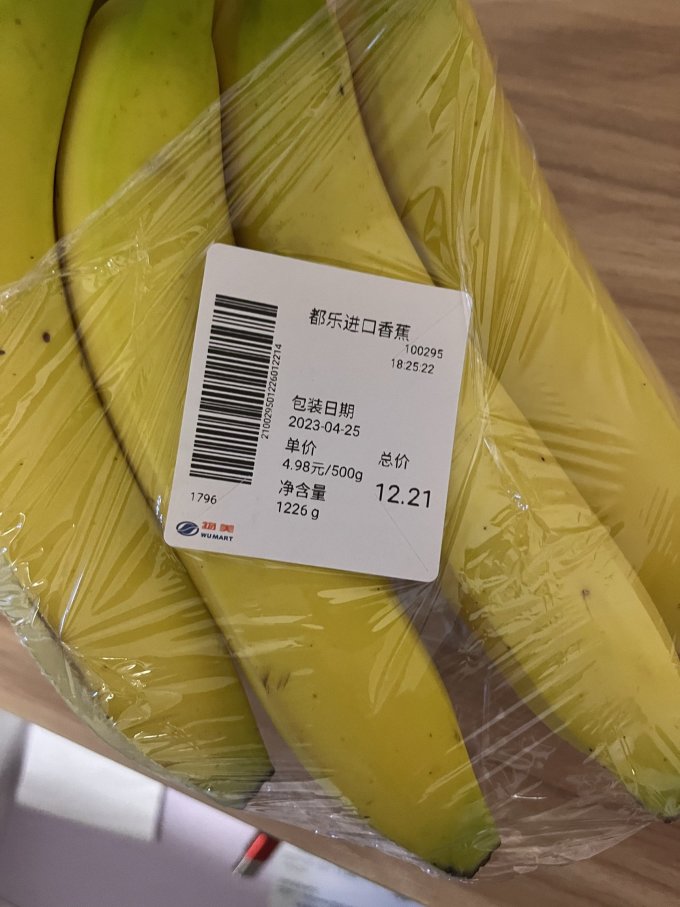 都乐进口香蕉
100295
18:25:22
210029501226012214
包装日期
2023-04-25
单价
4.98元/500g
总价
12.21
净含量
1226 g
1796
物美
WUMART